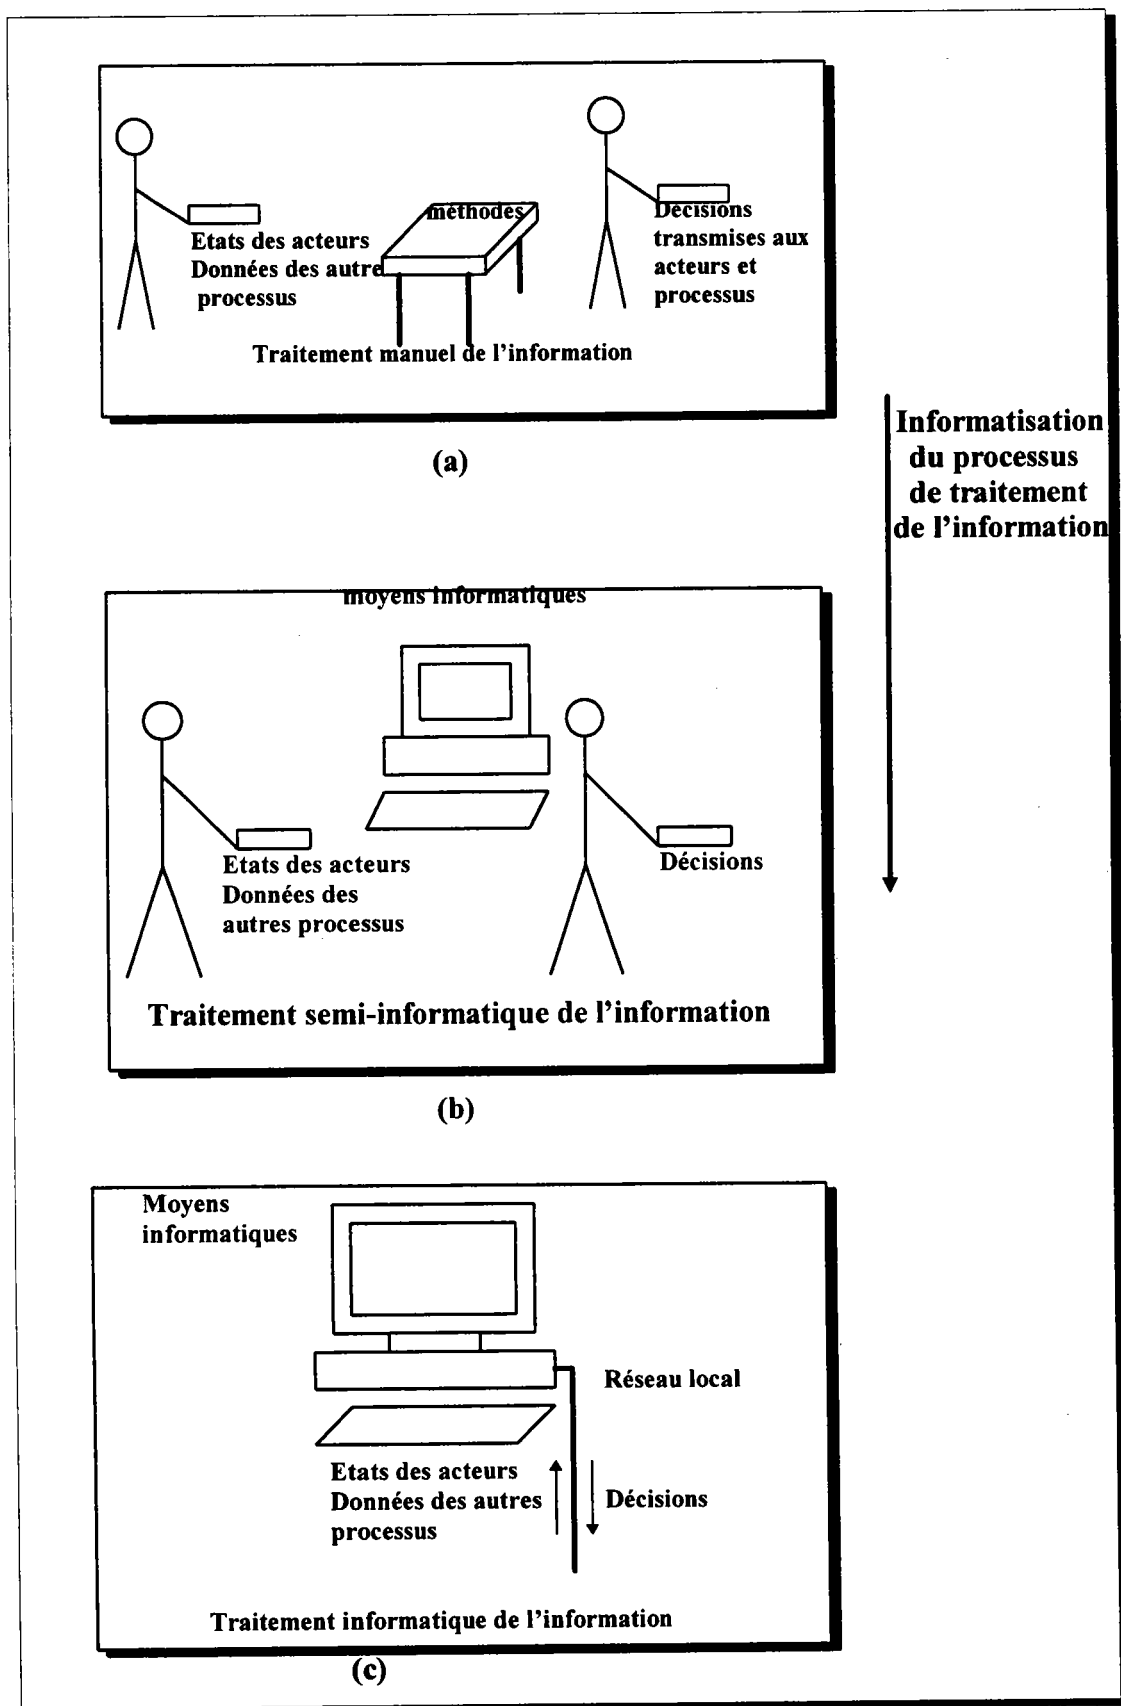 méthodes
Etats des acteurs
Données des autre
processus
Décisions
transmises aux
acteurs et
processus
Traitement manuel de l'information
(a)
Informatisation
du processus
de traitement
de l'information
moyens informatiques
Etats des acteurs
Données des
autres processus
Décisions
Traitement semi-informatique de l'information
(b)
Moyens
informatiques
Réseau local
Etats des acteurs
Données des autres
processus
Décisions
Traitement informatique de l'information
(c)